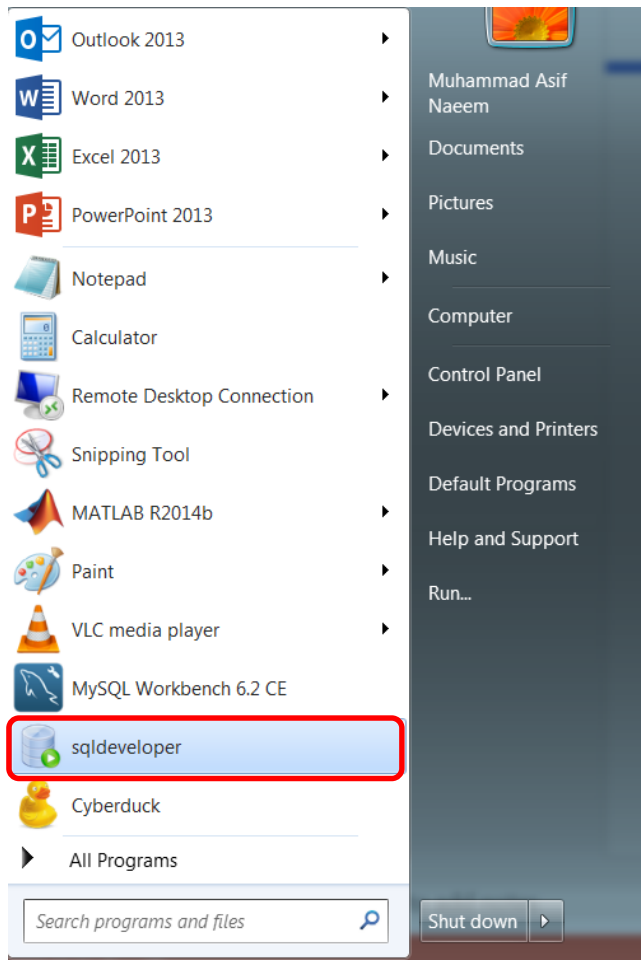 Outlook 2013
Word 2013
Excel 2013
PowerPoint 2013
Notepad
Calculator
Remote Desktop Connection
Snipping Tool
MATLAB R2014b
Paint
VLC media player
MySQL Workbench 6.2 CE
sqldeveloper
Cyberduck
All Programs
Search programs and files
Muhammad Asif
Naeem
Documents
Pictures
Music
Computer
Control Panel
Devices and Printers
Default Programs
Help and Support
Run...
Shut down